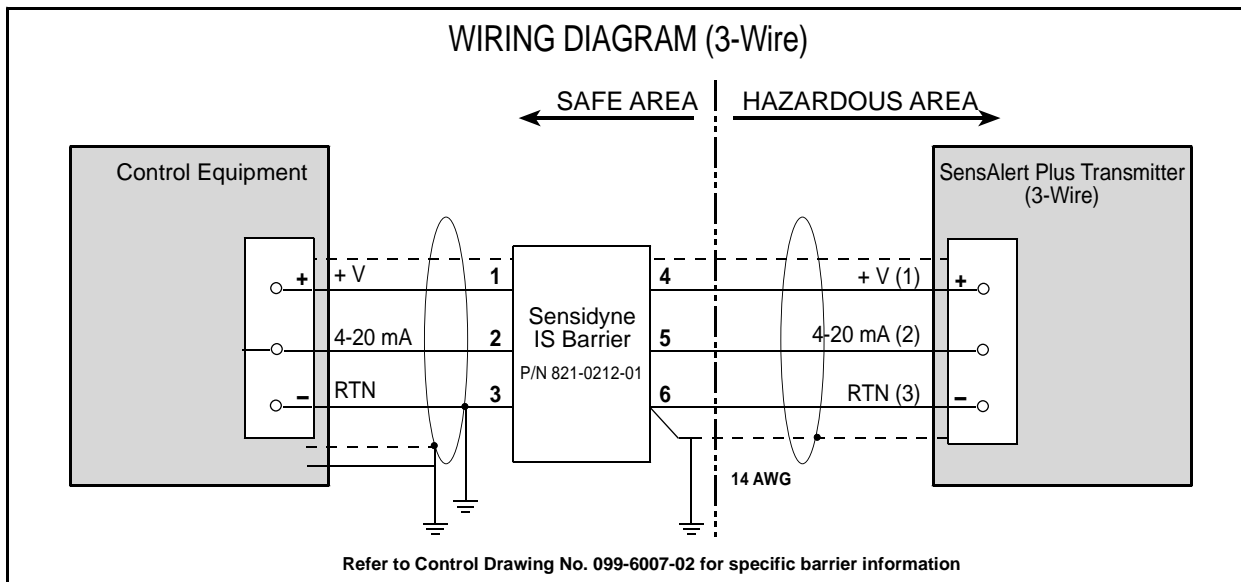 WIRING DIAGRAM (3-Wire)
SAFE AREA
HAZARDOUS AREA
Control Equipment
SensAlert Plus Transmitter
(3-Wire)
+
+ V
1
4
+ V (1)
+
Sensidyne
IS Barrier
P/N 821-0212-01
4-20 mA
2
5
4-20 mA (2)
−
RTN
3
6
RTN (3)
−
14 AWG
Refer to Control Drawing No. 099-6007-02 for specific barrier information